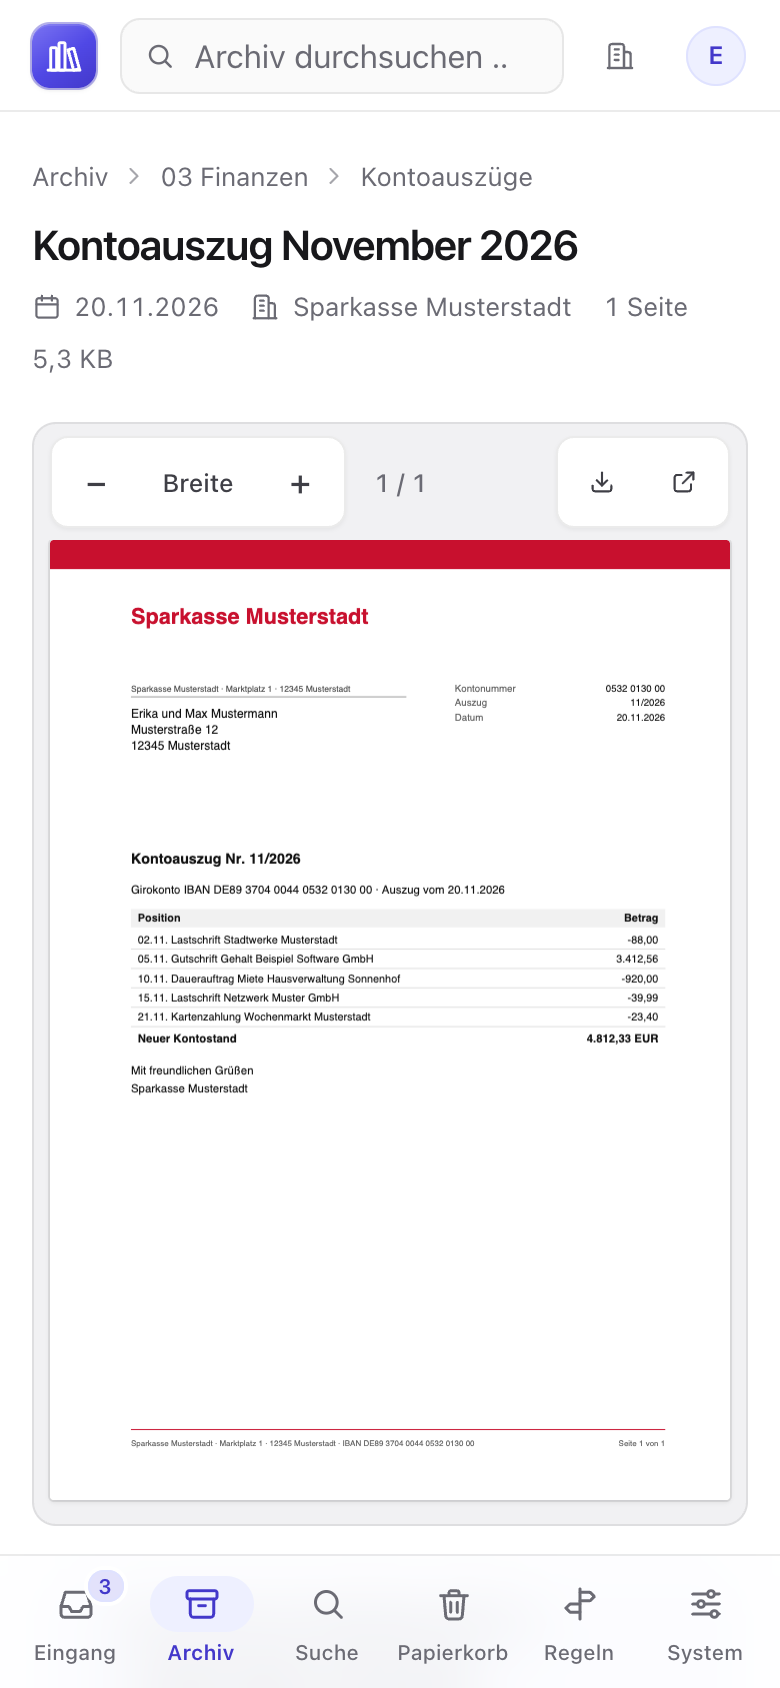 Archiv durchsuchen ..
E
Archiv > 03 Finanzen > Kontoauszüge
Kontoauszug November 2026
20.11.2026 Sparkasse Musterstadt 1 Seite
5,3 KB
− Breite + 1 / 1
Sparkasse Musterstadt
Sparkasse Musterstadt · Marktplatz 1 · 12345 Musterstadt
Erika und Max Mustermann
Musterstraße 12
12345 Musterstadt
Kontonummer 0532 0130 00
Auszug 11/2026
Datum 20.11.2026
Kontoauszug Nr. 11/2026
Girokonto IBAN DE89 3704 0044 0532 0130 00 · Auszug vom 20.11.2026
Position Betrag
02.11. Lastschrift Stadtwerke Musterstadt -88,00
05.11. Gutschrift Gehalt Beispiel Software GmbH 3.412,56
10.11. Dauerauftrag Miete Hausverwaltung Sonnenhof -920,00
15.11. Lastschrift Netzwerk Muster GmbH -39,99
21.11. Kartenzahlung Wochenmarkt Musterstadt -23,40
Neuer Kontostand 4.812,33 EUR
Mit freundlichen Grüßen
Sparkasse Musterstadt
Sparkasse Musterstadt · Marktplatz 1 · 12345 Musterstadt · IBAN DE89 3704 0044 0532 0130 00 Seite 1 von 1
3
Eingang Archiv Suche Papierkorb Regeln System